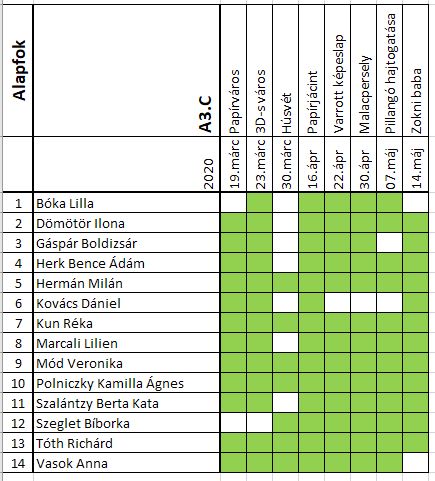 Alapfok
A3.C
2020
19.márc Papírváros
23.márc 3D-s város
30.márc Húsvét
16.ápr Papírjácint
22.ápr Varrott képeslap
30.ápr Malacpersely
07.máj Pillangó hajtogatása
14.máj Zokni baba
1 Bóka Lilla
2 Dömötör Ilona
3 Gáspár Boldizsár
4 Herk Bence Ádám
5 Hermán Milán
6 Kovács Dániel
7 Kun Réka
8 Marcali Lilien
9 Mód Veronika
10 Polniczky Kamilla Ágnes
11 Szalántzy Berta Kata
12 Szeglet Bíborka
13 Tóth Richárd
14 Vasok Anna